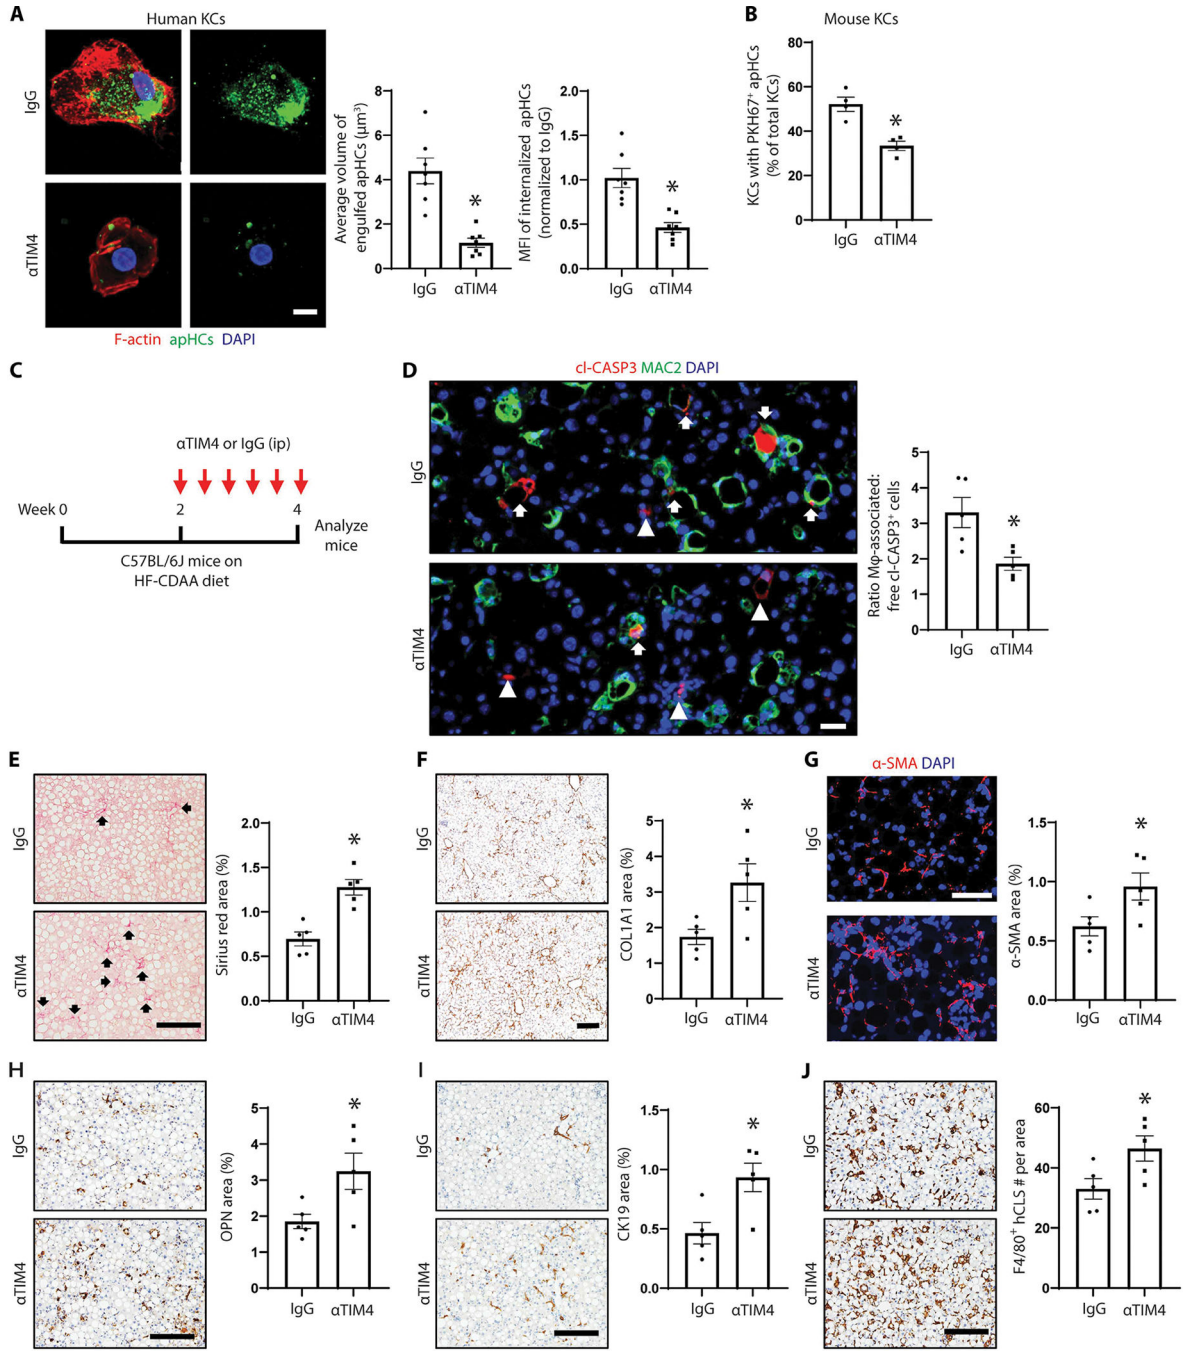 A
Human KCs
IgG
αTIM4
F-actin apHCs DAPI
Average volume of
engulfed apHCs (μm³)
8
6
4
2
0
*
IgG
αTIM4
MFI of internalized apHCs
(normalized to IgG)
2.0
1.5
1.0
0.5
0.0
*
IgG
αTIM4
B
Mouse KCs
KCs with PKH67⁺ apHCs
(% of total KCs)
80
60
40
20
0
*
IgG
αTIM4
C
αTIM4 or IgG (ip)
Week 0
2
4
Analyze
mice
C57BL/6J mice on
HF-CDAA diet
D
cl-CASP3 MAC2 DAPI
IgG
αTIM4
Ratio Mφ-associated:
free cl-CASP3⁺ cells
5
4
3
2
1
0
*
IgG
αTIM4
E
IgG
αTIM4
Sirius red area (%)
2.0
1.5
1.0
0.5
0.0
*
IgG
αTIM4
F
IgG
αTIM4
COL1A1 area (%)
5
4
3
2
1
0
*
IgG
αTIM4
G
α-SMA DAPI
IgG
αTIM4
α-SMA area (%)
1.5
1.0
0.5
0.0
*
IgG
αTIM4
H
IgG
αTIM4
OPN area (%)
5
4
3
2
1
0
*
IgG
αTIM4
I
IgG
αTIM4
CK19 area (%)
1.5
1.0
0.5
0.0
*
IgG
αTIM4
J
IgG
αTIM4
F4/80⁺ hCLS # per area
60
40
20
0
*
IgG
αTIM4